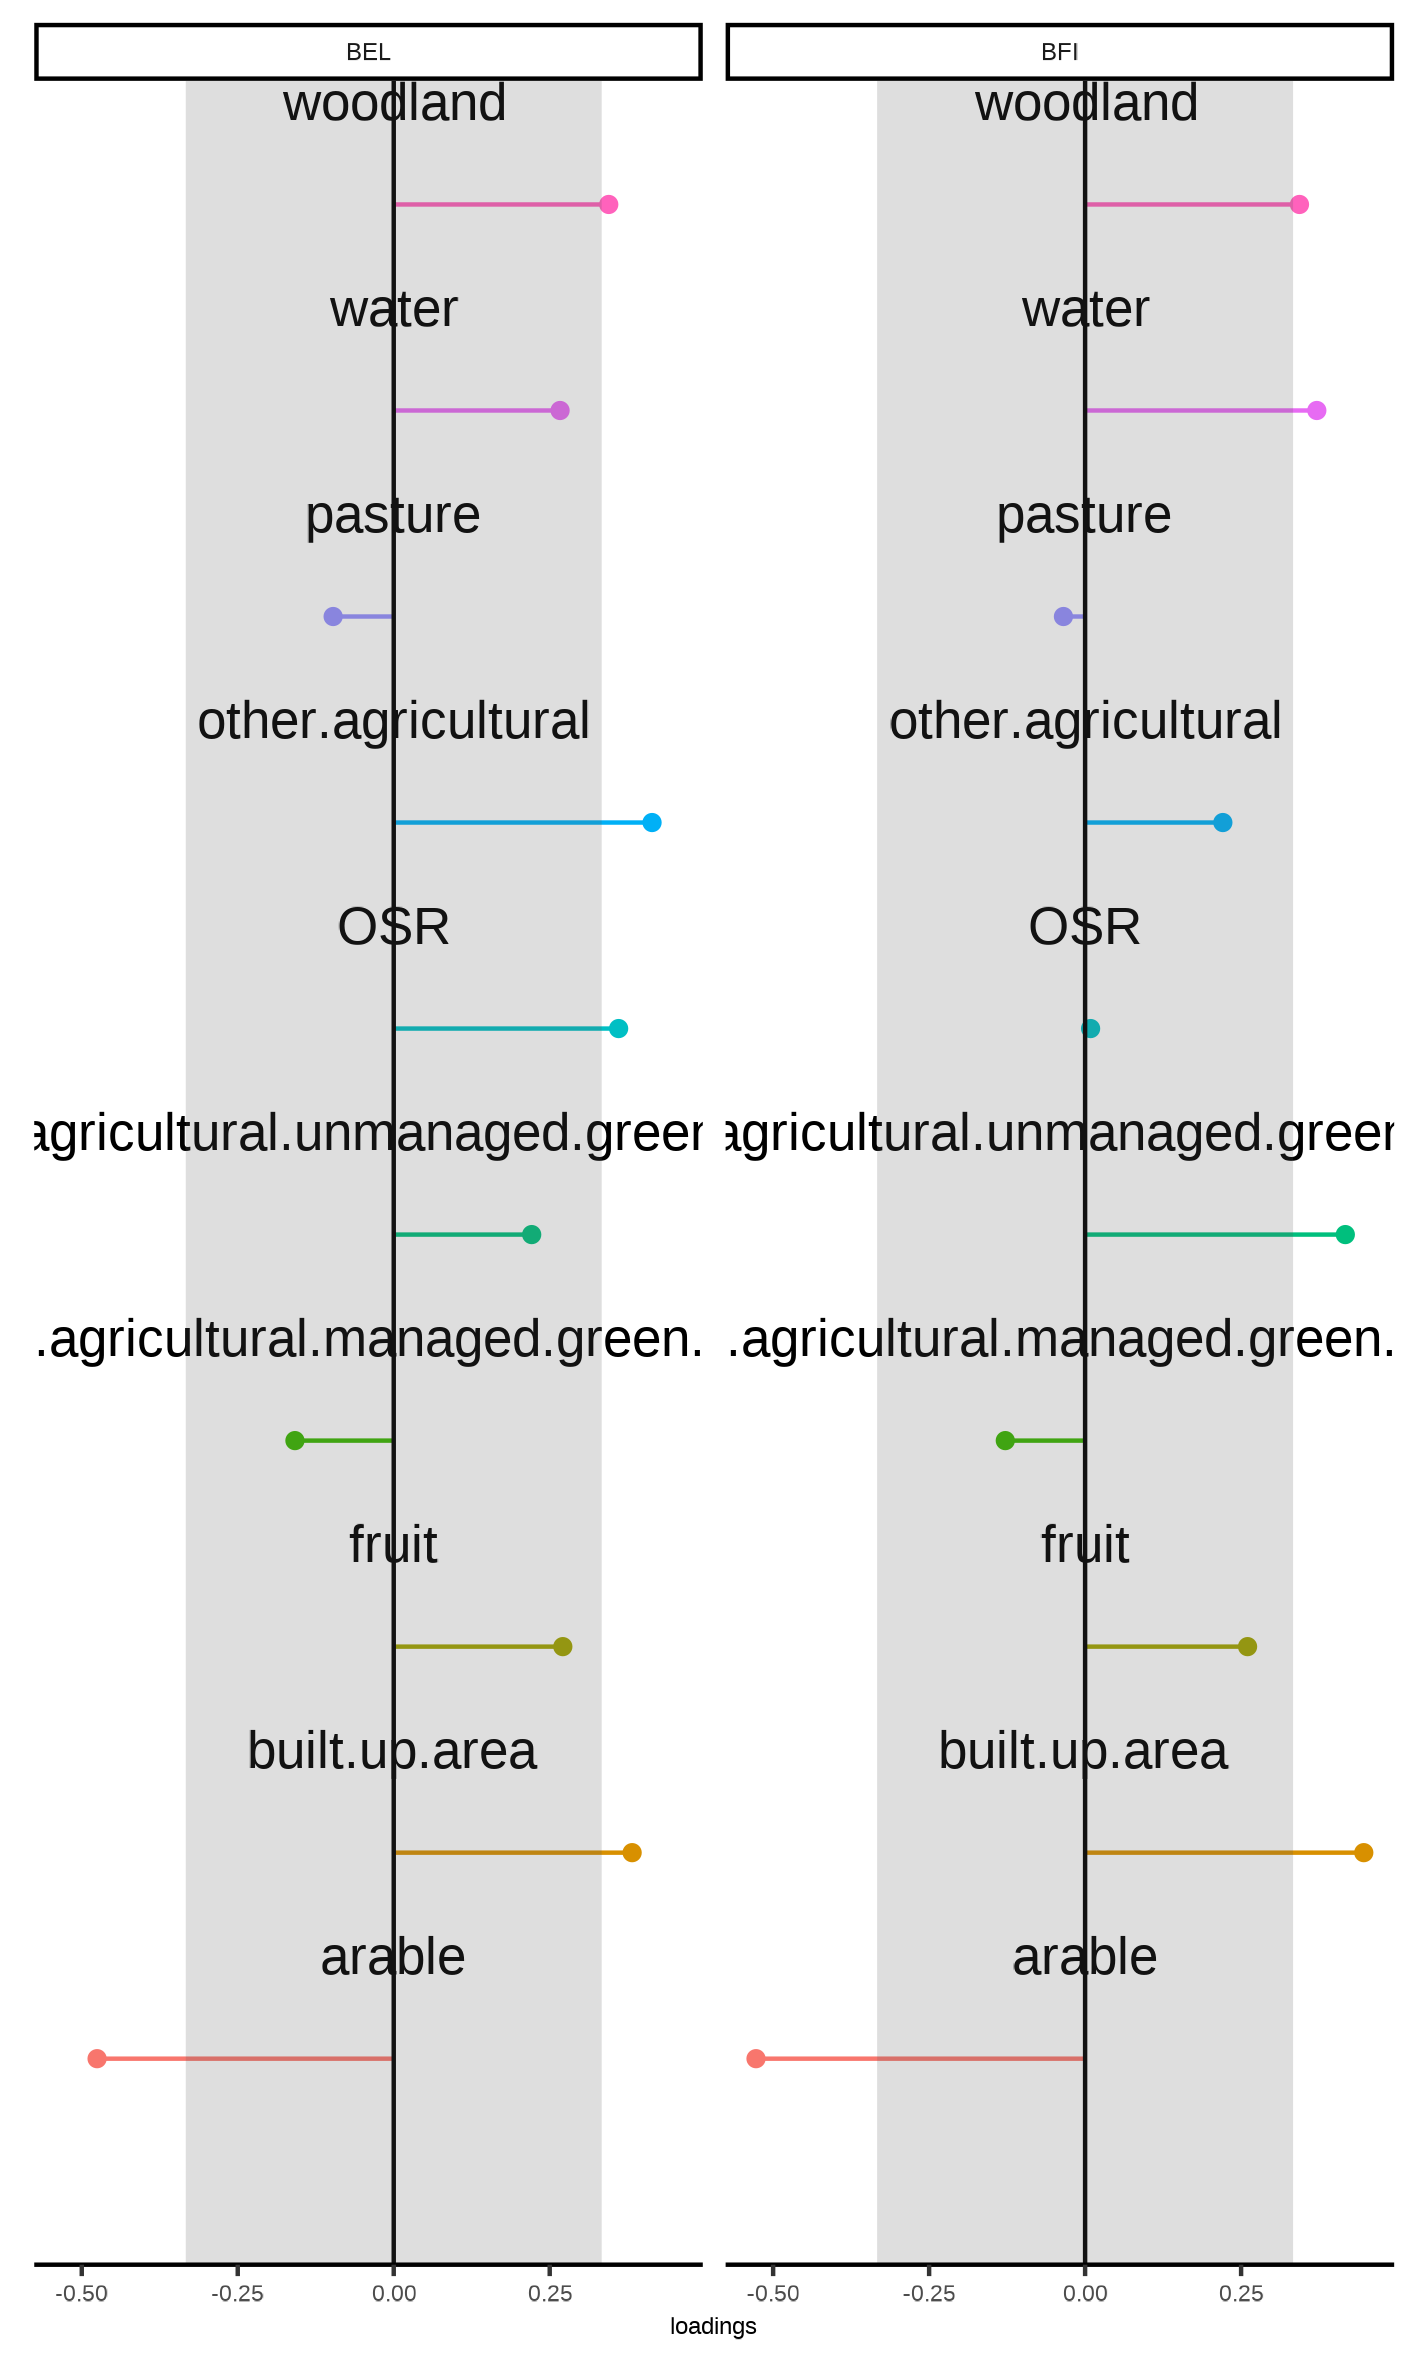 BEL
woodland
water
pasture
other.agricultural
OSR
agricultural.unmanaged.green
.agricultural.managed.green.
fruit
built.up.area
arable
-0.50 -0.25 0.00 0.25
BFI
woodland
water
pasture
other.agricultural
OSR
agricultural.unmanaged.green
.agricultural.managed.green.
fruit
built.up.area
arable
-0.50 -0.25 0.00 0.25
loadings